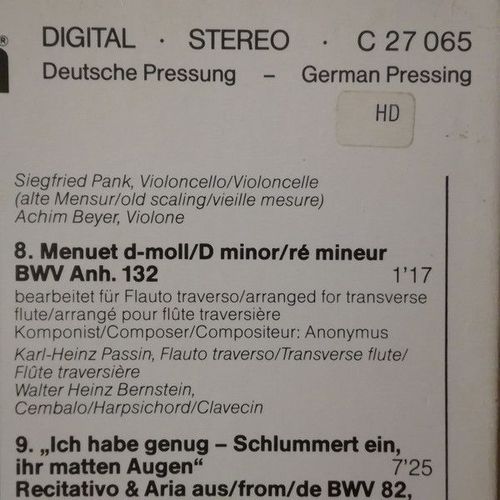 DIGITAL · STEREO · C 27 065
Deutsche Pressung – German Pressing
HD
Siegfried Pank, Violoncello/Violoncelle
(alte Mensur/old scaling/vieille mesure)
Achim Beyer, Violone
8. Menuet d-moll/D minor/ré mineur
BWV Anh. 132 1'17
bearbeitet für Flauto traverso/arranged for transverse
flute/arrangé pour flûte traversière
Komponist/Composer/Compositeur: Anonymus
Karl-Heinz Passin, Flauto traverso/Transverse flute/
Flûte traversière
Walter Heinz Bernstein,
Cembalo/Harpsichord/Clavecin
9. „Ich habe genug – Schlummert ein,
ihr matten Augen“ 7'25
Recitativo & Aria aus/from/de BWV 82,